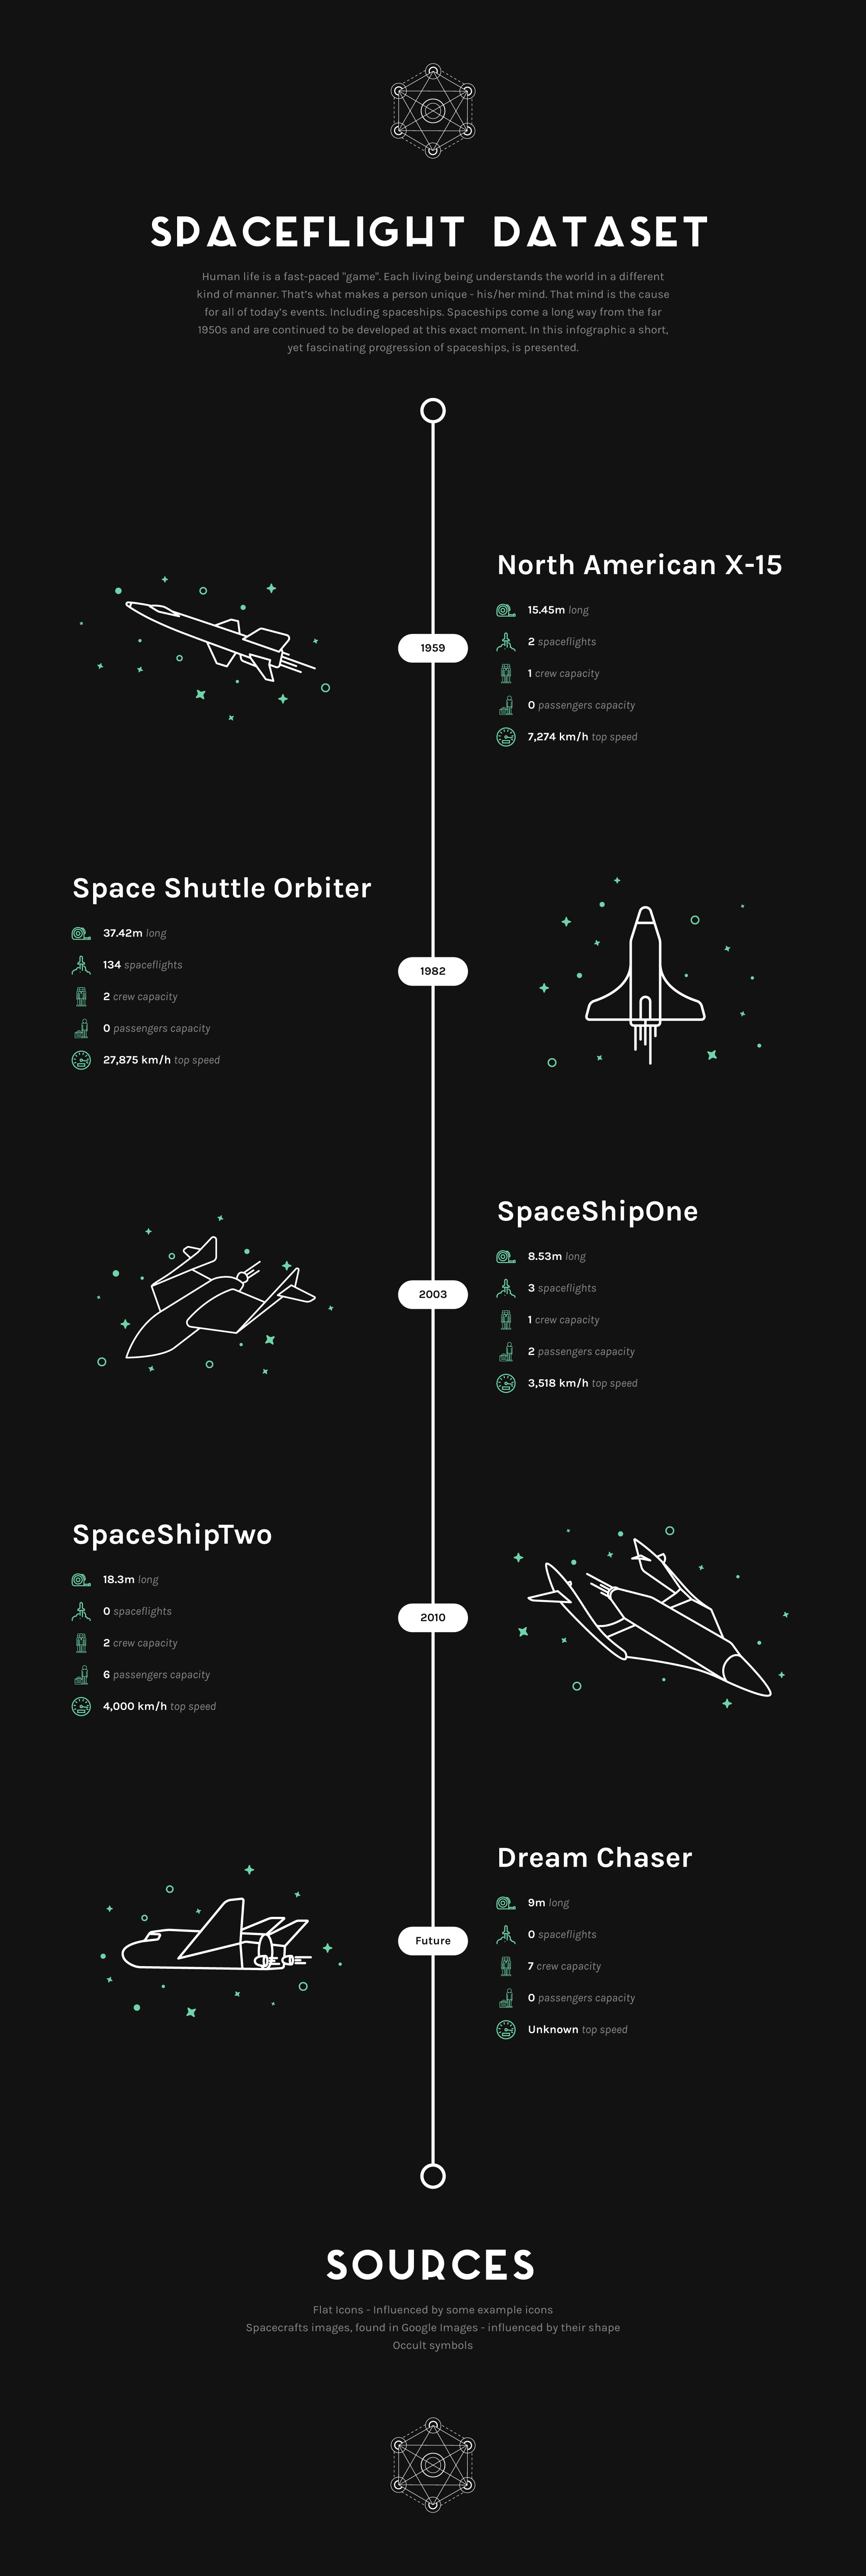 SPACEFLIGHT DATASET
Human life is a fast-paced "game". Each living being understands the world in a different
kind of manner. That's what makes a person unique - his/her mind. That mind is the cause
for all of today's events. Including spaceships. Spaceships come a long way from the far
1950s and are continued to be developed at this exact moment. In this infographic a short,
yet fascinating progression of spaceships, is presented.
North American X-15
15.45m long
2 spaceflights
1959
1 crew capacity
0 passengers capacity
7,274 km/h top speed
Space Shuttle Orbiter
37.42m long
134 spaceflights
1982
2 crew capacity
0 passengers capacity
27,875 km/h top speed
SpaceShipOne
8.53m long
3 spaceflights
2003
1 crew capacity
2 passengers capacity
3,518 km/h top speed
SpaceShipTwo
18.3m long
0 spaceflights
2010
2 crew capacity
6 passengers capacity
4,000 km/h top speed
Dream Chaser
9m long
0 spaceflights
Future
7 crew capacity
0 passengers capacity
Unknown top speed
SOURCES
Flat Icons - Influenced by some example icons
Spacecrafts images, found in Google Images - influenced by their shape
Occult symbols